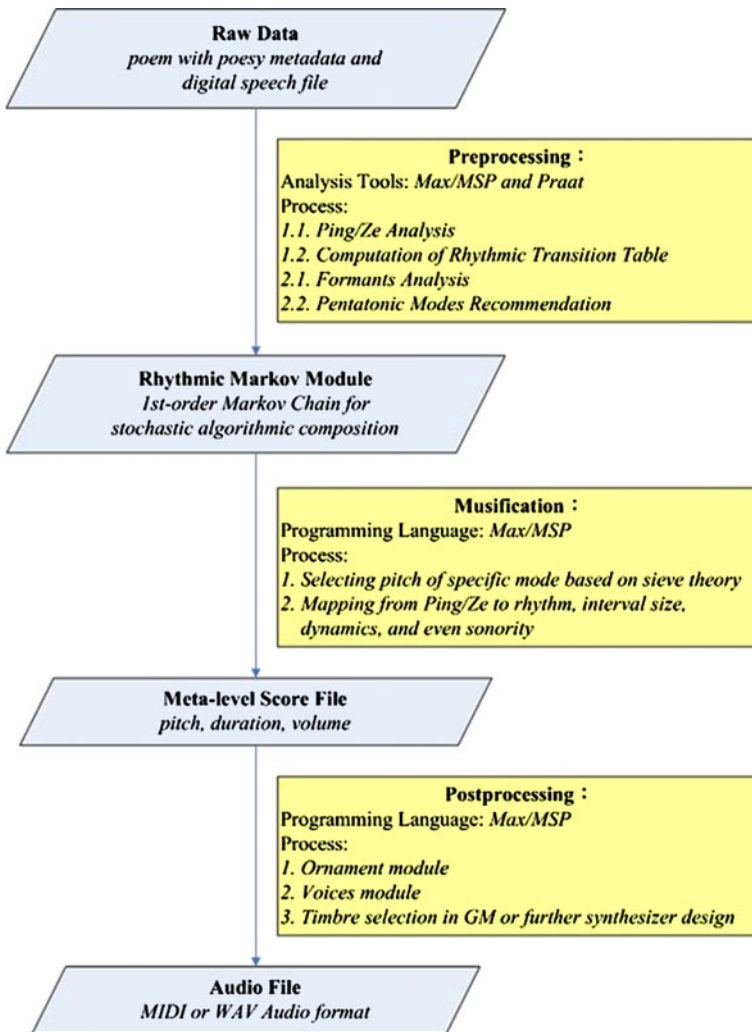 Raw Data
poem with poesy metadata and
digital speech file
Preprocessing：
Analysis Tools: Max/MSP and Praat
Process:
1.1. Ping/Ze Analysis
1.2. Computation of Rhythmic Transition Table
2.1. Formants Analysis
2.2. Pentatonic Modes Recommendation
Rhythmic Markov Module
1st-order Markov Chain for
stochastic algorithmic composition
Musification：
Programming Language: Max/MSP
Process:
1. Selecting pitch of specific mode based on sieve theory
2. Mapping from Ping/Ze to rhythm, interval size,
dynamics, and even sonority
Meta-level Score File
pitch, duration, volume
Postprocessing：
Programming Language: Max/MSP
Process:
1. Ornament module
2. Voices module
3. Timbre selection in GM or further synthesizer design
Audio File
MIDI or WAV Audio format